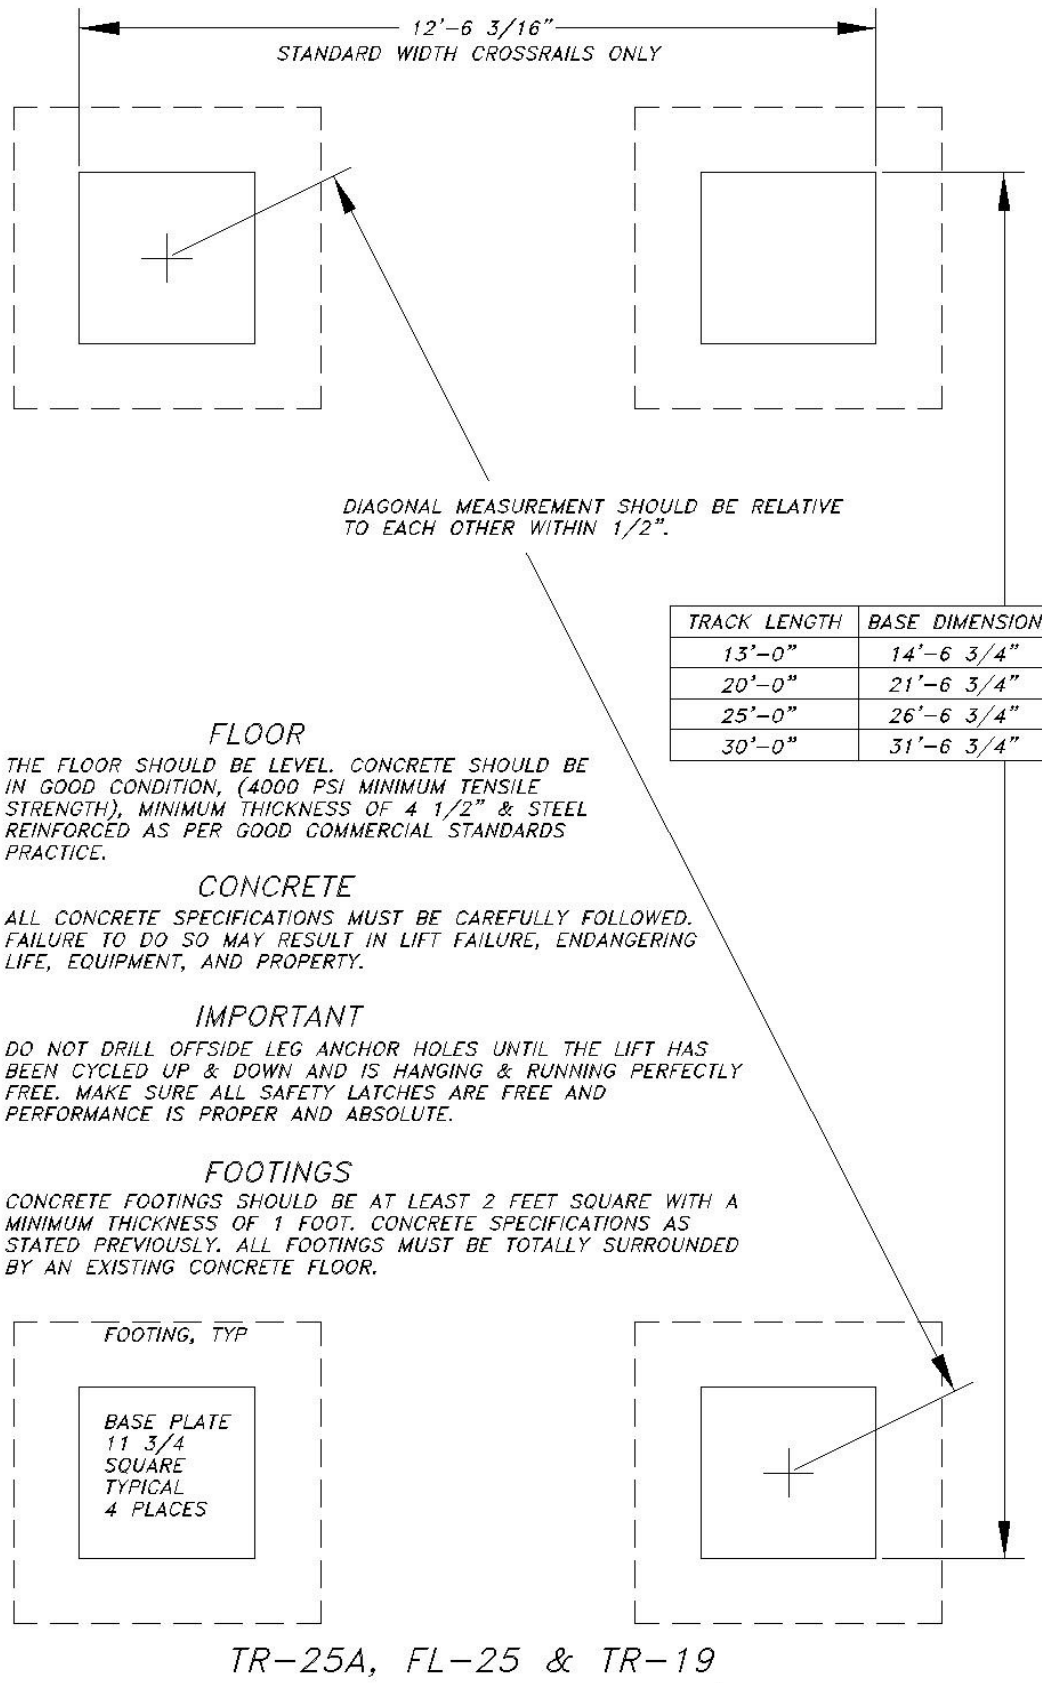 12'-6 3/16"
STANDARD WIDTH CROSSRAILS ONLY
DIAGONAL MEASUREMENT SHOULD BE RELATIVE
TO EACH OTHER WITHIN 1/2".
TRACK LENGTH BASE DIMENSION
13'-0" 14'-6 3/4"
20'-0" 21'-6 3/4"
25'-0" 26'-6 3/4"
30'-0" 31'-6 3/4"
FLOOR
THE FLOOR SHOULD BE LEVEL. CONCRETE SHOULD BE
IN GOOD CONDITION, (4000 PSI MINIMUM TENSILE
STRENGTH), MINIMUM THICKNESS OF 4 1/2" & STEEL
REINFORCED AS PER GOOD COMMERCIAL STANDARDS
PRACTICE.
CONCRETE
ALL CONCRETE SPECIFICATIONS MUST BE CAREFULLY FOLLOWED.
FAILURE TO DO SO MAY RESULT IN LIFT FAILURE, ENDANGERING
LIFE, EQUIPMENT, AND PROPERTY.
IMPORTANT
DO NOT DRILL OFFSIDE LEG ANCHOR HOLES UNTIL THE LIFT HAS
BEEN CYCLED UP & DOWN AND IS HANGING & RUNNING PERFECTLY
FREE. MAKE SURE ALL SAFETY LATCHES ARE FREE AND
PERFORMANCE IS PROPER AND ABSOLUTE.
FOOTINGS
CONCRETE FOOTINGS SHOULD BE AT LEAST 2 FEET SQUARE WITH A
MINIMUM THICKNESS OF 1 FOOT. CONCRETE SPECIFICATIONS AS
STATED PREVIOUSLY. ALL FOOTINGS MUST BE TOTALLY SURROUNDED
BY AN EXISTING CONCRETE FLOOR.
FOOTING, TYP
BASE PLATE
11 3/4
SQUARE
TYPICAL
4 PLACES
TR-25A, FL-25 & TR-19